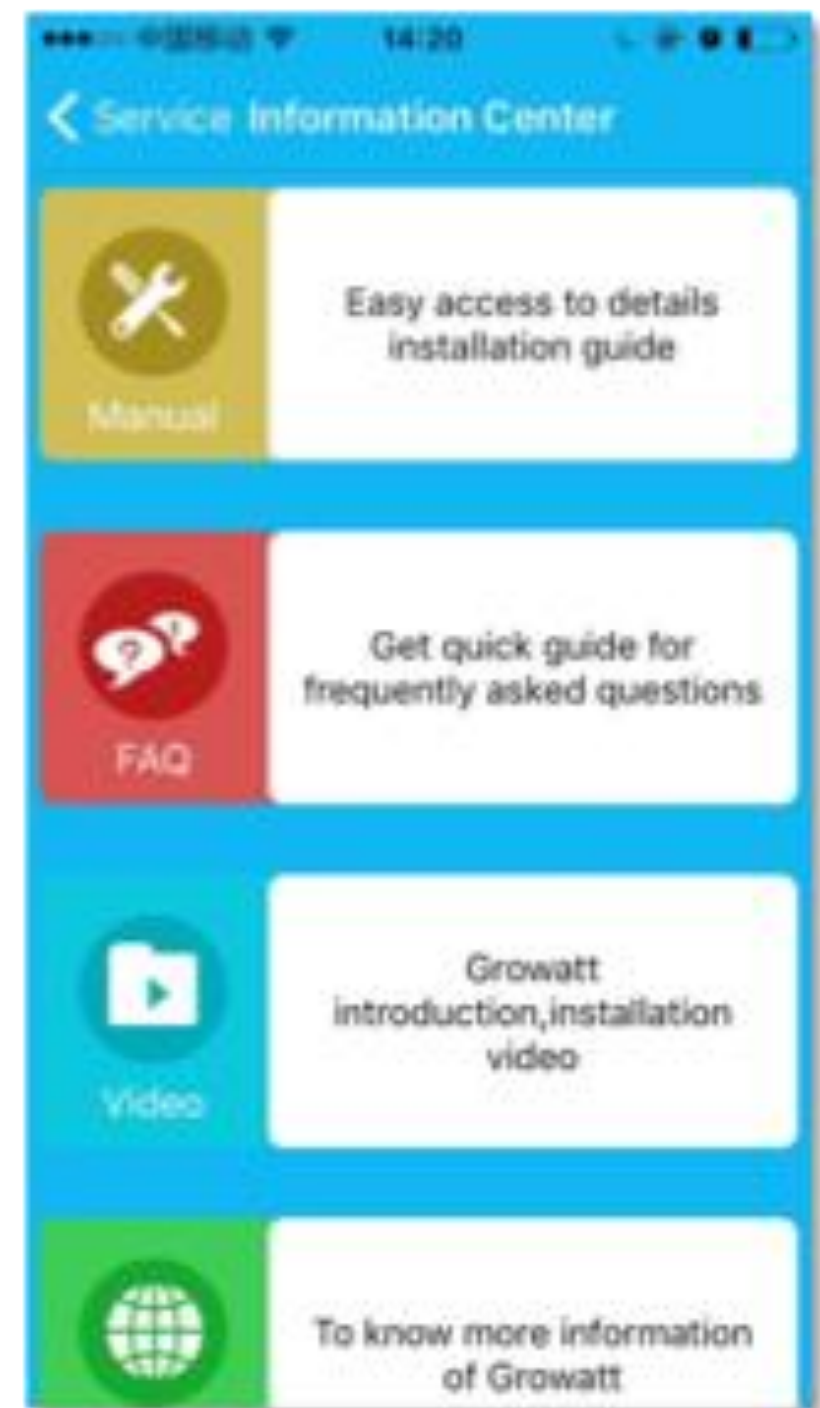 14:20
Service Information Center
Manual
Easy access to details
installation guide
FAQ
Get quick guide for
frequently asked questions
Video
Growatt
introduction,installation
video
To know more information
of Growatt